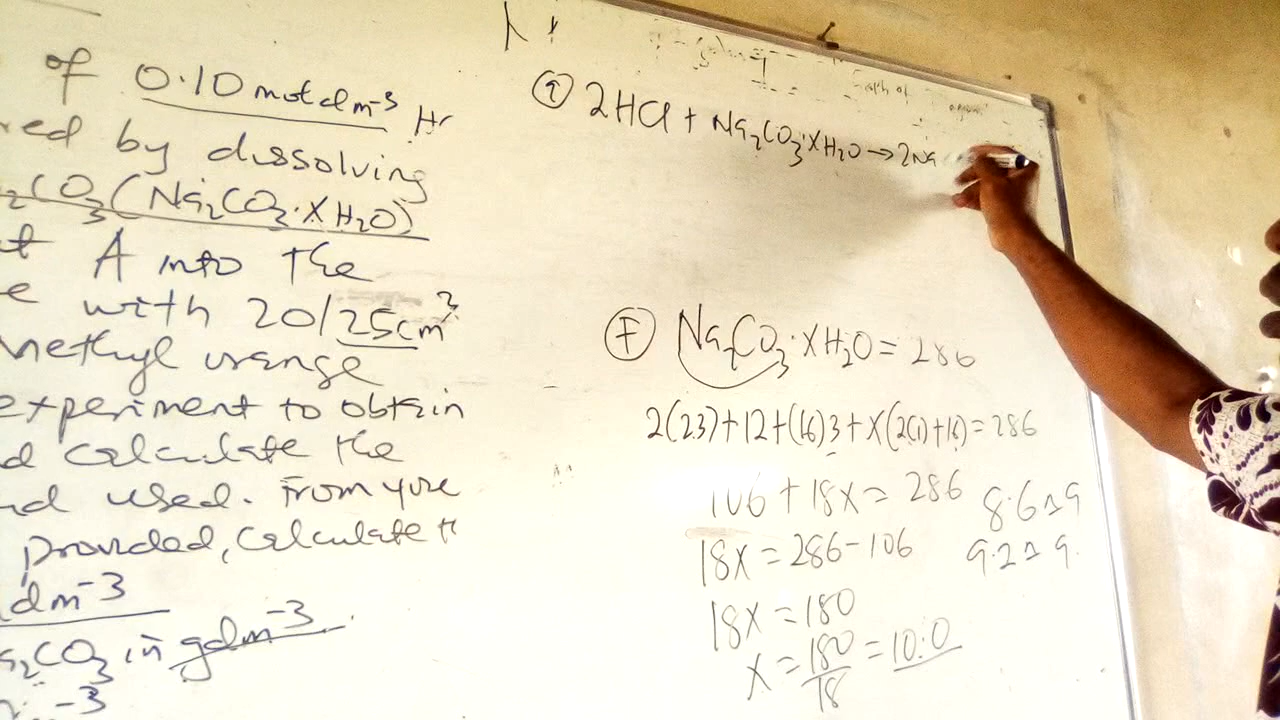 of 0.10 moldm⁻³ H
red by dissolving
₂CO₃(Na₂CO₃.XH₂O)
t A into the
e with 20/25cm³
methyl orange
experiment to obtain
d calculate the
nd used. From your
provided, calculate t
dm⁻³
a₂CO₃ in gdm⁻³
-3
2HCl + Na₂CO₃.XH₂O → 2Na
F Na₂CO₃.XH₂O = 286
2(23)+12+(16)3+X(2(1)+16)=286
106 + 18X = 286
18X = 286-106
18X = 180
X = 180/18 = 10.0
8.6 ≏ 9
9.2 ≏ 9.